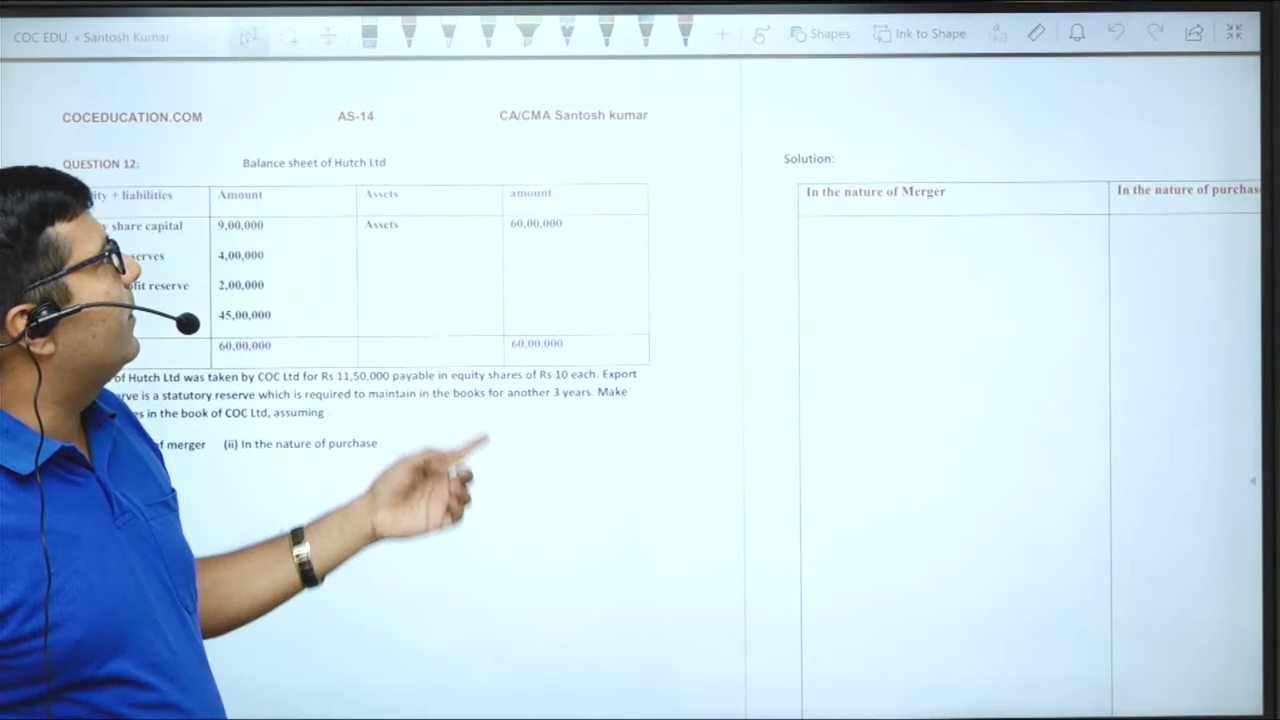 COC EDU - Santosh Kumar
Shapes
Ink to Shape
COCEDUCATION.COM AS-14 CA/CMA Santosh kumar
QUESTION 12: Balance sheet of Hutch Ltd
+ liabilities Amount Assets amount
share capital 9,00,000 Assets 60,00,000
4,00,000
reserve 2,00,000
45,00,000
60,00,000 60,00,000
of Hutch Ltd was taken by COC Ltd for Rs 11,50,000 payable in equity shares of Rs 10 each. Export
is a statutory reserve which is required to maintain in the books for another 3 years. Make
in the book of COC Ltd, assuming
of merger (ii) In the nature of purchase
Solution:
In the nature of Merger In the nature of purchase